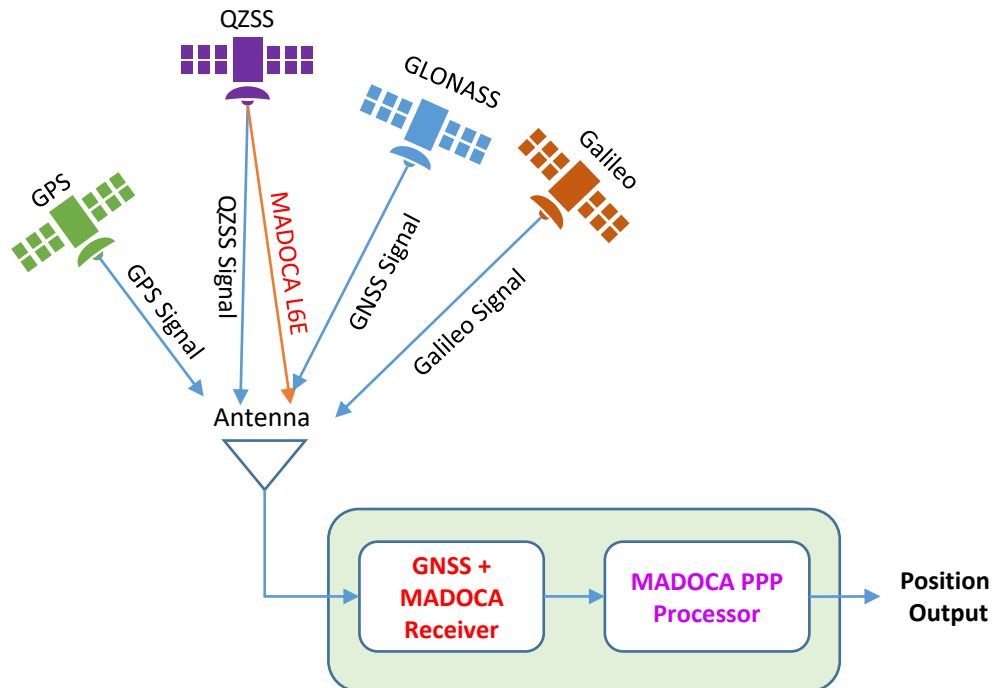 QZSS
GLONASS
Galileo
GPS
QZSS Signal
MADOCA L6E
GNSS Signal
GPS Signal
Galileo Signal
Antenna
GNSS +
MADOCA
Receiver
MADOCA PPP
Processor
Position
Output